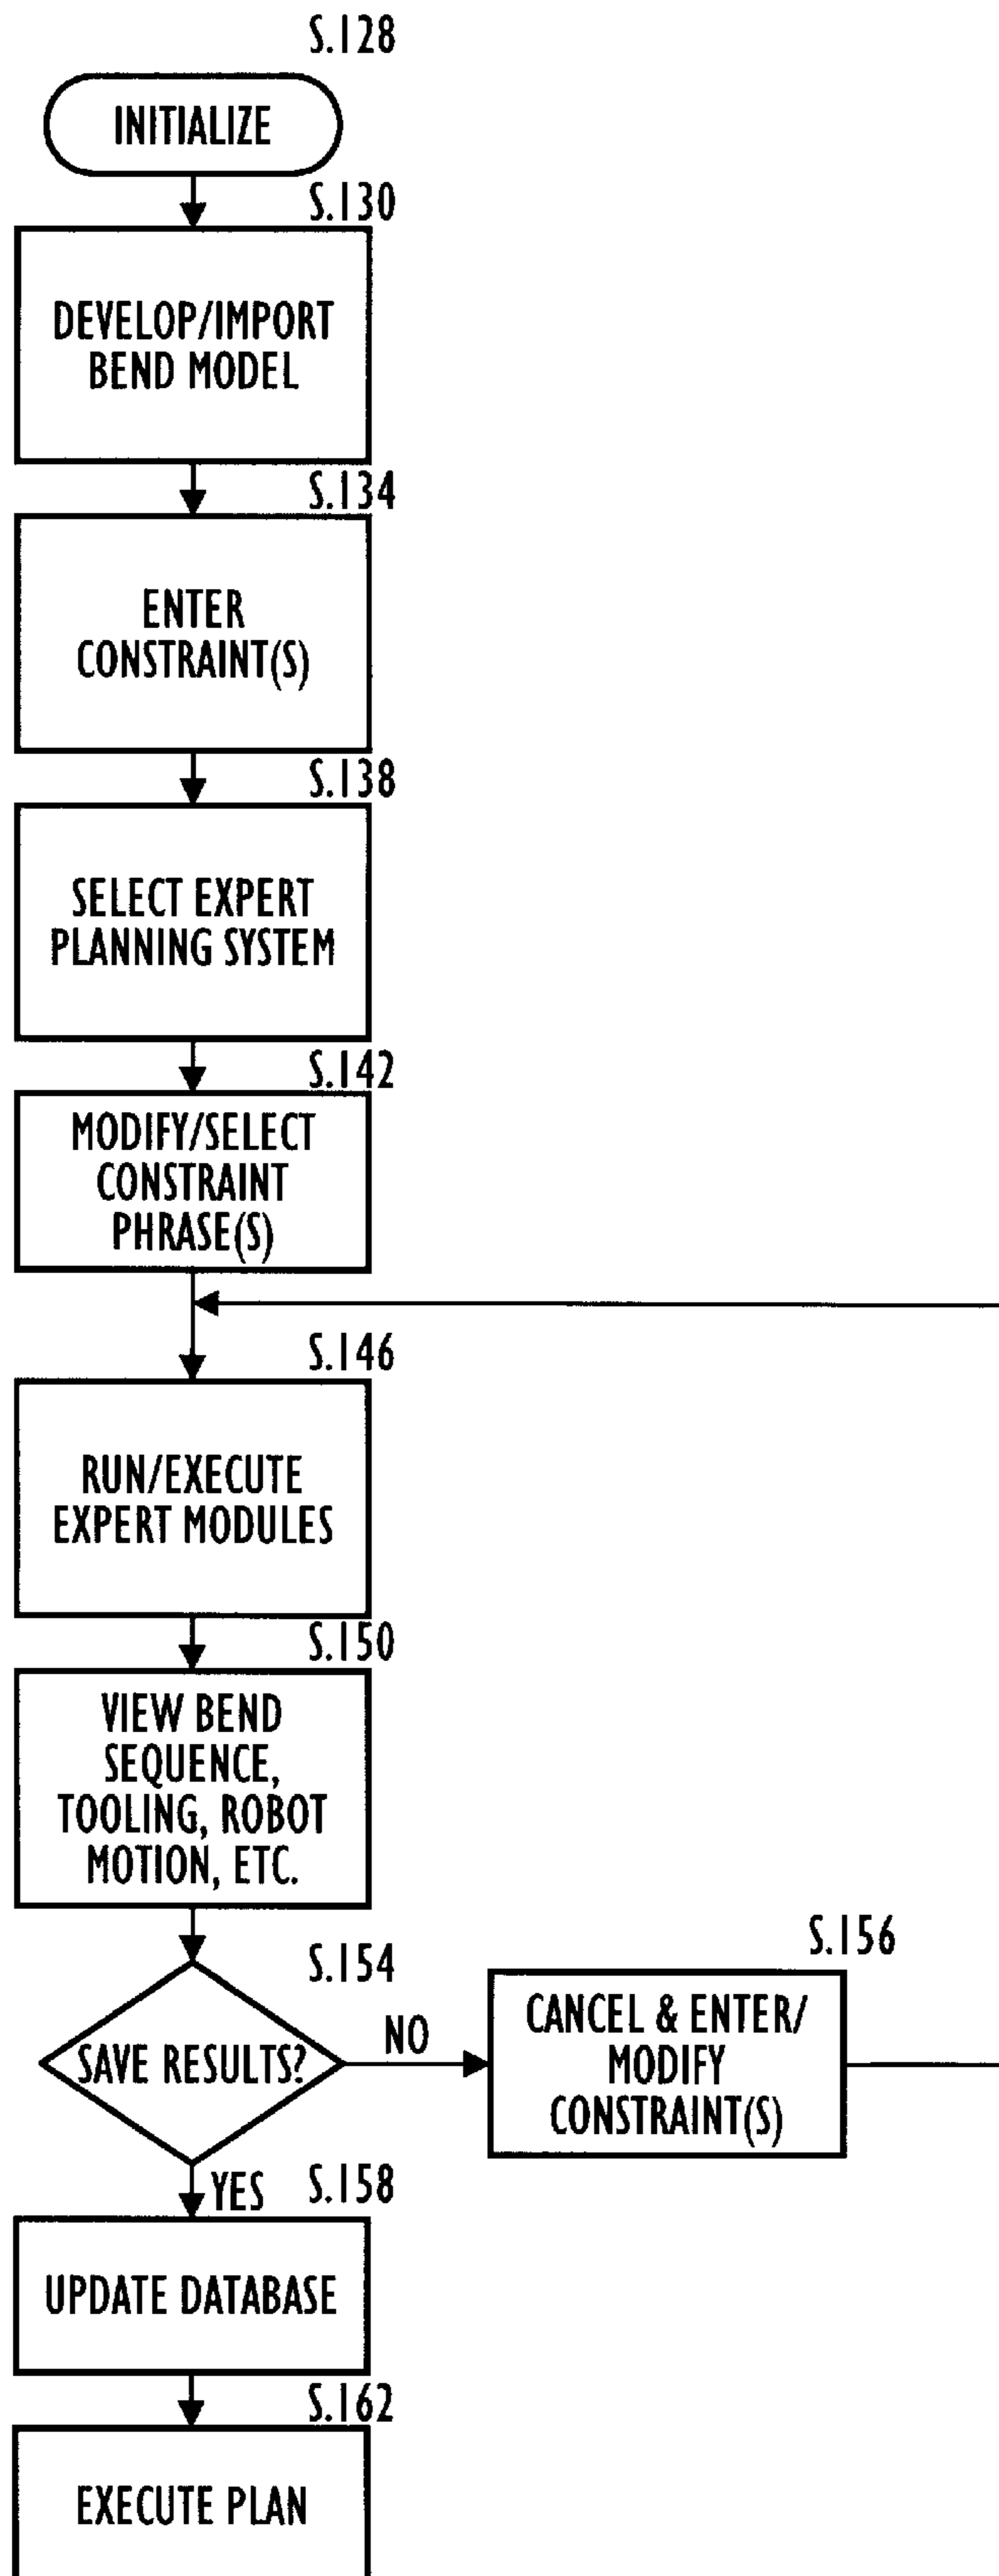 S.128
INITIALIZE
S.130
DEVELOP/IMPORT
BEND MODEL
S.134
ENTER
CONSTRAINT(S)
S.138
SELECT EXPERT
PLANNING SYSTEM
S.142
MODIFY/SELECT
CONSTRAINT
PHRASE(S)
S.146
RUN/EXECUTE
EXPERT MODULES
S.150
VIEW BEND
SEQUENCE,
TOOLING, ROBOT
MOTION, ETC.
S.154
SAVE RESULTS?
NO
S.156
CANCEL & ENTER/
MODIFY
CONSTRAINT(S)
YES
S.158
UPDATE DATABASE
S.162
EXECUTE PLAN